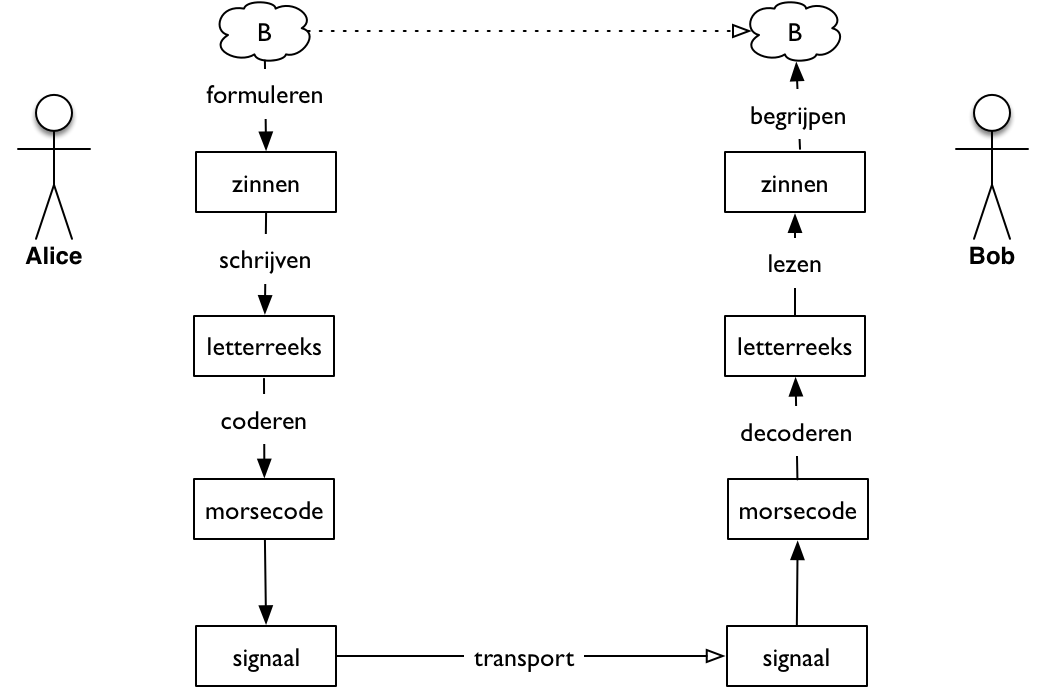 B
B
formuleren
begrijpen
zinnen
zinnen
Alice
Bob
schrijven
lezen
letterreeks
letterreeks
coderen
decoderen
morsecode
morsecode
signaal
transport
signaal